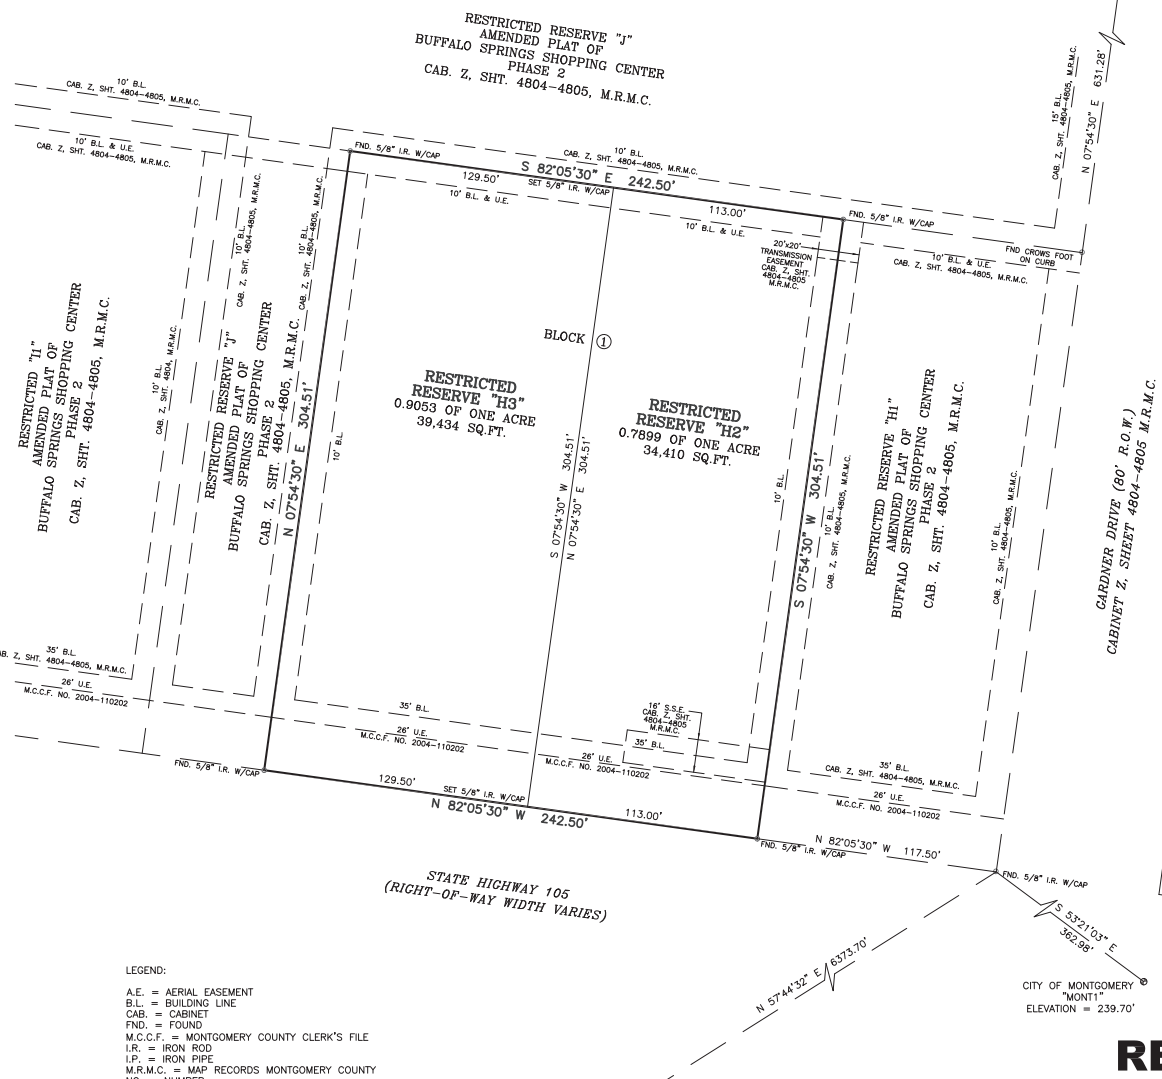 RESTRICTED RESERVE "J"
AMENDED PLAT OF
BUFFALO SPRINGS SHOPPING CENTER
PHASE 2
CAB. Z, SHT. 4804-4805, M.R.M.C.
10' B.L.
CAB. Z, SHT. 4804-4805, M.R.M.C.
10' B.L. & U.E.
CAB. Z, SHT. 4804-4805, M.R.M.C.
FND. 5/8" I.R. W/CAP
10' B.L.
CAB. Z, SHT. 4804-4805, M.R.M.C.
S 82°05'30" E 242.50'
129.50'
SET 5/8" I.R. W/CAP
10' B.L. & U.E.
113.00'
10' B.L. & U.E.
FND. 5/8" I.R. W/CAP
15' B.L.
CAB. Z, SHT. 4804-4805, M.R.M.C.
N 07°54'30" E 631.28'
FND CROWS FOOT
ON CURB
10' B.L. & U.E.
CAB. Z, SHT. 4804-4805, M.R.M.C.
20'x20'
TRANSMISSION
EASEMENT
CAB. Z, SHT.
4804-4805
M.R.M.C.
RESTRICTED "I1"
AMENDED PLAT OF
BUFFALO SPRINGS SHOPPING CENTER
PHASE 2
CAB. Z, SHT. 4804-4805, M.R.M.C.
10' B.L.
CAB. Z, SHT. 4804, M.R.M.C.
10' B.L.
CAB. Z, SHT. 4804-4805, M.R.M.C.
RESTRICTED RESERVE "J"
AMENDED PLAT OF
BUFFALO SPRINGS SHOPPING CENTER
PHASE 2
CAB. Z, SHT. 4804-4805, M.R.M.C.
10' B.L.
CAB. Z, SHT. 4804-4805, M.R.M.C.
N 07°54'30" E 304.51'
10' B.L.
BLOCK 1
RESTRICTED
RESERVE "H3"
0.9053 OF ONE ACRE
39,434 SQ.FT.
S 07°54'30" W 304.51'
N 07°54'30" E 304.51'
RESTRICTED
RESERVE "H2"
0.7899 OF ONE ACRE
34,410 SQ.FT.
10' B.L.
S 07°54'30" W 304.51'
10' B.L.
CAB. Z, SHT. 4804-4805, M.R.M.C.
RESTRICTED RESERVE "H1"
AMENDED PLAT OF
BUFFALO SPRINGS SHOPPING CENTER
PHASE 2
CAB. Z, SHT. 4804-4805, M.R.M.C.
10' B.L.
CAB. Z, SHT. 4804-4805, M.R.M.C.
GARDNER DRIVE (80' R.O.W.)
CABINET Z, SHEET 4804-4805 M.R.M.C.
35' B.L.
AB. Z, SHT. 4804-4805, M.R.M.C.
26' U.E.
M.C.C.F. NO. 2004-110202
35' B.L.
26' U.E.
M.C.C.F. NO. 2004-110202
16' S.S.E.
CAB. Z, SHT.
4804-4805
M.R.M.C.
35' B.L.
26' U.E.
M.C.C.F. NO. 2004-110202
35' B.L.
CAB. Z, SHT. 4804-4805, M.R.M.C.
26' U.E.
M.C.C.F. NO. 2004-110202
FND. 5/8" I.R. W/CAP
129.50'
SET 5/8" I.R. W/CAP
N 82°05'30" W 242.50'
113.00'
FND. 5/8" I.R. W/CAP
N 82°05'30" W 117.50'
FND. 5/8" I.R. W/CAP
STATE HIGHWAY 105
(RIGHT-OF-WAY WIDTH VARIES)
S 53°21'03" E
362.98'
N 57°44'32" E 6373.70'
CITY OF MONTGOMERY
"MONT1"
ELEVATION = 239.70'
LEGEND:
A.E. = AERIAL EASEMENT
B.L. = BUILDING LINE
CAB. = CABINET
FND. = FOUND
M.C.C.F. = MONTGOMERY COUNTY CLERK'S FILE
I.R. = IRON ROD
I.P. = IRON PIPE
M.R.M.C. = MAP RECORDS MONTGOMERY COUNTY
RE